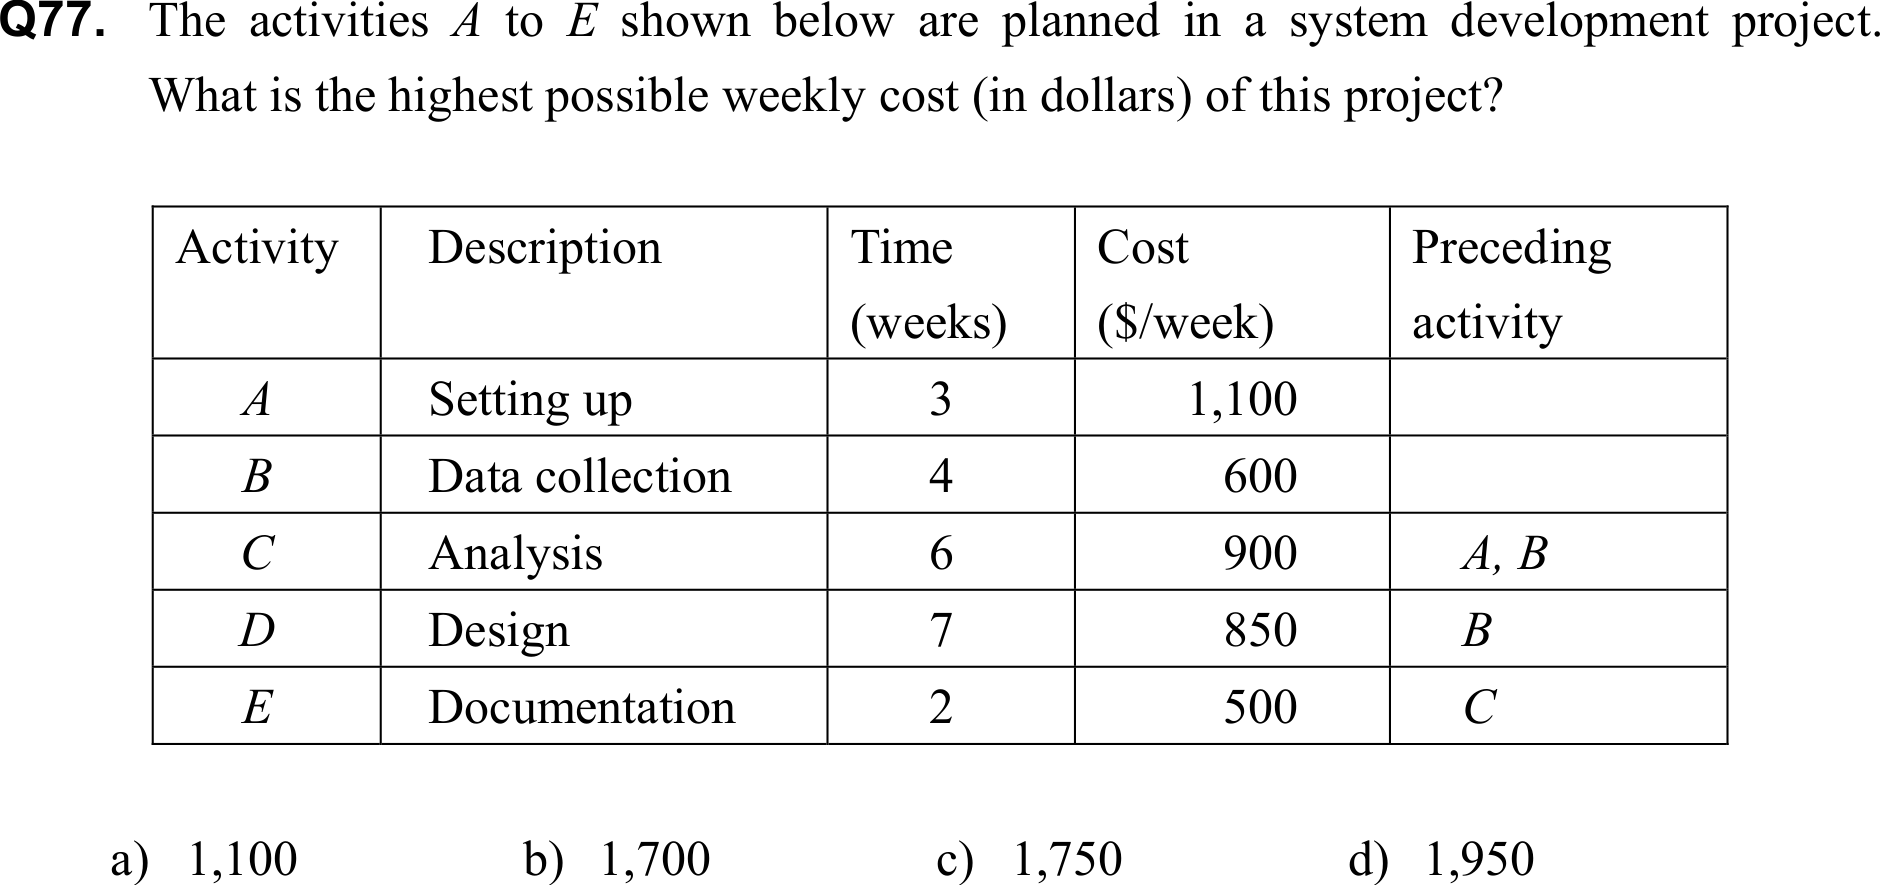 Q77. The activities A to E shown below are planned in a system development project.
What is the highest possible weekly cost (in dollars) of this project?
Activity Description Time (weeks) Cost ($/week) Preceding activity
A Setting up 3 1,100
B Data collection 4 600
C Analysis 6 900 A, B
D Design 7 850 B
E Documentation 2 500 C
a) 1,100 b) 1,700 c) 1,750 d) 1,950